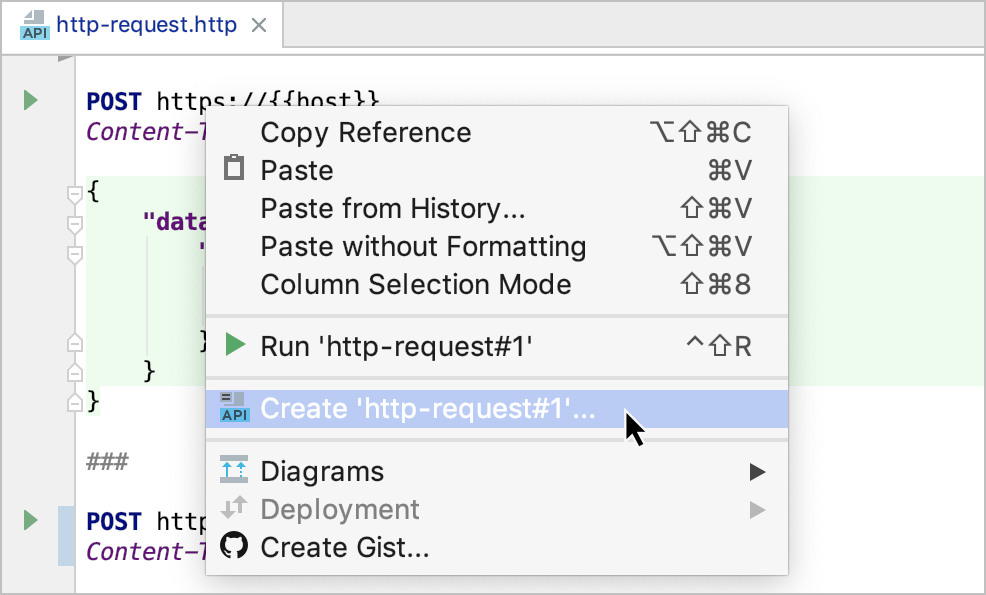 API http-request.http
POST https://{{host}}
Content-T
Copy Reference ⌥⇧⌘C
Paste ⌘V
{
Paste from History... ⇧⌘V
"data
Paste without Formatting ⌥⇧⌘V
"
Column Selection Mode ⇧⌘8
}
Run 'http-request#1' ^⇧R
}
}
API Create 'http-request#1'...
###
Diagrams
Deployment
POST http
Create Gist...
Content-T